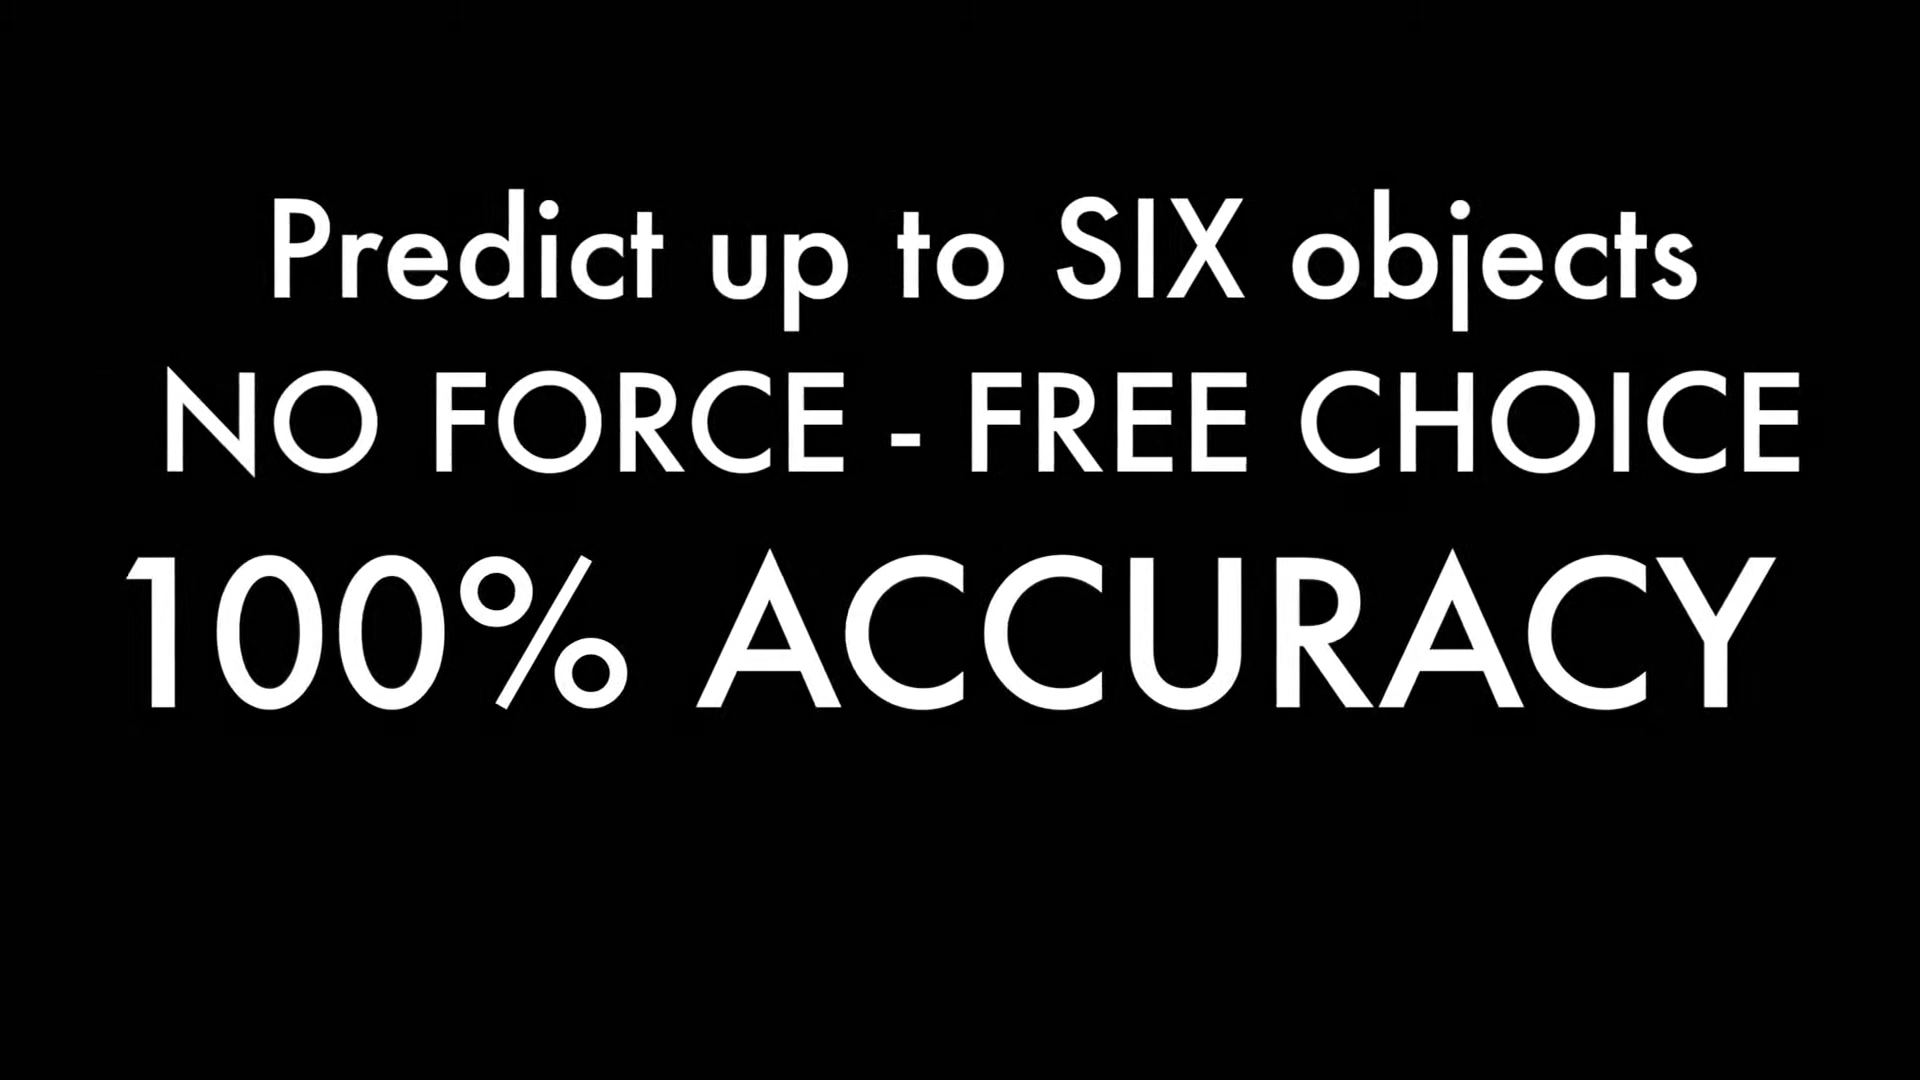 Predict up to SIX objects
NO FORCE - FREE CHOICE
100% ACCURACY